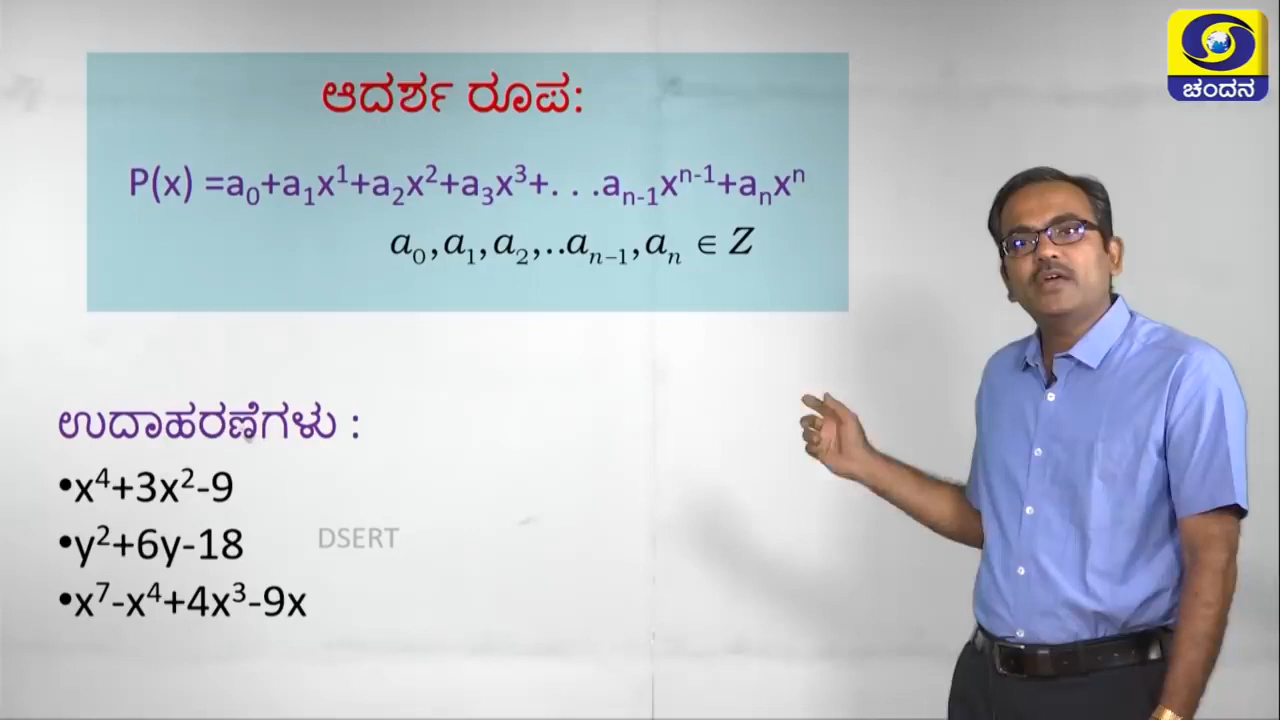 ಚಂದನ
ಆದರ್ಶ ರೂಪ:
P(x) =a₀+a₁x¹+a₂x²+a₃x³+. . .aₙ₋₁xⁿ⁻¹+aₙxⁿ
a₀,a₁,a₂,..aₙ₋₁,aₙ ∈ Z
ಉದಾಹರಣೆಗಳು :
•x⁴+3x²-9
•y²+6y-18
DSERT
•x⁷-x⁴+4x³-9x